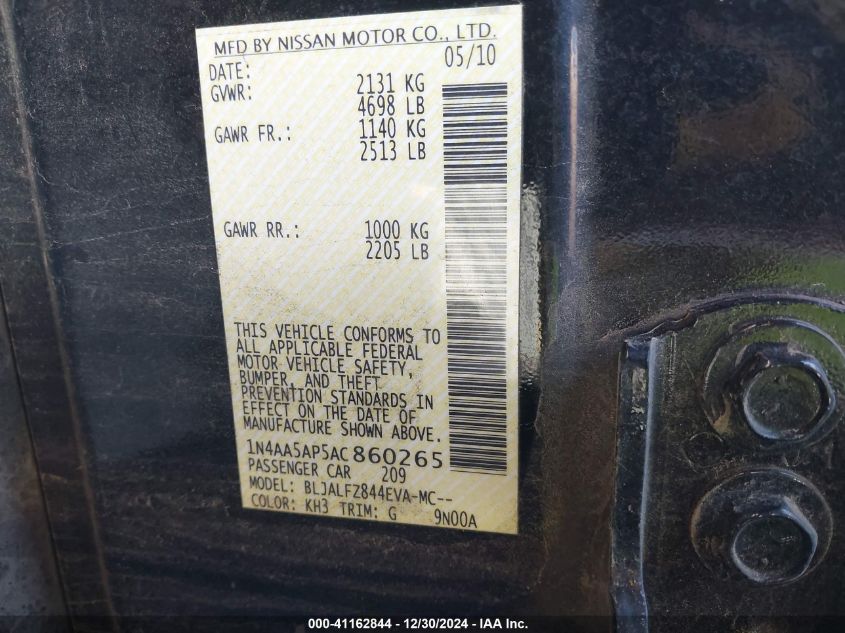 MFD BY NISSAN MOTOR CO., LTD.
DATE: 05/10
GVWR: 2131 KG
4698 LB
GAWR FR.: 1140 KG
2513 LB
GAWR RR.: 1000 KG
2205 LB
THIS VEHICLE CONFORMS TO
ALL APPLICABLE FEDERAL
MOTOR VEHICLE SAFETY,
BUMPER, AND THEFT
PREVENTION STANDARDS IN
EFFECT ON THE DATE OF
MANUFACTURE SHOWN ABOVE.
1N4AA5AP5AC860265
PASSENGER CAR 209
MODEL: BLJALFZ844EVA-MC--
COLOR: KH3 TRIM: G 9N00A
000-41162844 - 12/30/2024 - IAA Inc.